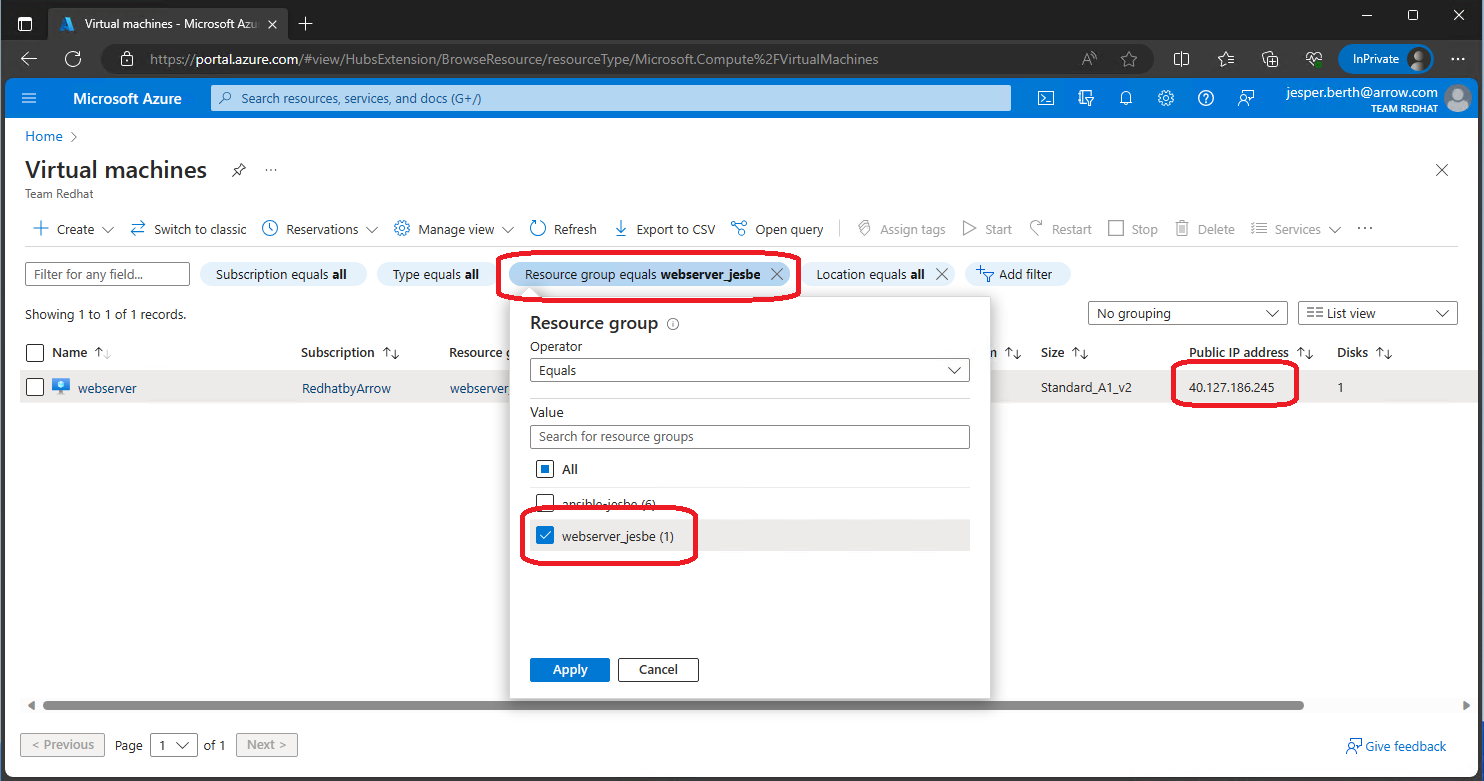 Virtual machines - Microsoft Azu
https://portal.azure.com/#view/HubsExtension/BrowseResource/resourceType/Microsoft.Compute%2FVirtualMachines
InPrivate
Microsoft Azure
Search resources, services, and docs (G+/)
jesper.berth@arrow.com
TEAM REDHAT
Home
Virtual machines
Team Redhat
Create Switch to classic Reservations Manage view Refresh Export to CSV Open query Assign tags Start Restart Stop Delete Services
Filter for any field... Subscription equals all Type equals all Resource group equals webserver_jesbe Location equals all Add filter
Showing 1 to 1 of 1 records.
No grouping List view
Name Subscription Resource g Size Public IP address Disks
webserver RedhatbyArrow webserver_ Standard_A1_v2 40.127.186.245 1
Resource group
Operator
Equals
Value
Search for resource groups
All
ansible-jesbe (6)
webserver_jesbe (1)
Apply Cancel
< Previous Page 1 of 1 Next >
Give feedback